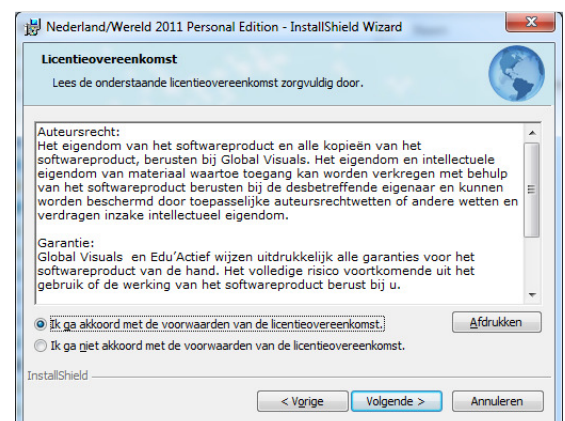 Nederland/Wereld 2011 Personal Edition - InstallShield Wizard
Licentieovereenkomst
Lees de onderstaande licentieovereenkomst zorgvuldig door.
Auteursrecht:
Het eigendom van het softwareproduct en alle kopieën van het
softwareproduct, berusten bij Global Visuals. Het eigendom en intellectuele
eigendom van materiaal waartoe toegang kan worden verkregen met behulp
van het softwareproduct berusten bij de desbetreffende eigenaar en kunnen
worden beschermd door toepasselijke auteursrechtwetten of andere wetten en
verdragen inzake intellectueel eigendom.
Garantie:
Global Visuals en Edu'Actief wijzen uitdrukkelijk alle garanties voor het
softwareproduct van de hand. Het volledige risico voortkomende uit het
gebruik of de werking van het softwareproduct berust bij u.
Ik ga akkoord met de voorwaarden van de licentieovereenkomst.
Afdrukken
Ik ga niet akkoord met de voorwaarden van de licentieovereenkomst.
InstallShield
< Vorige
Volgende >
Annuleren